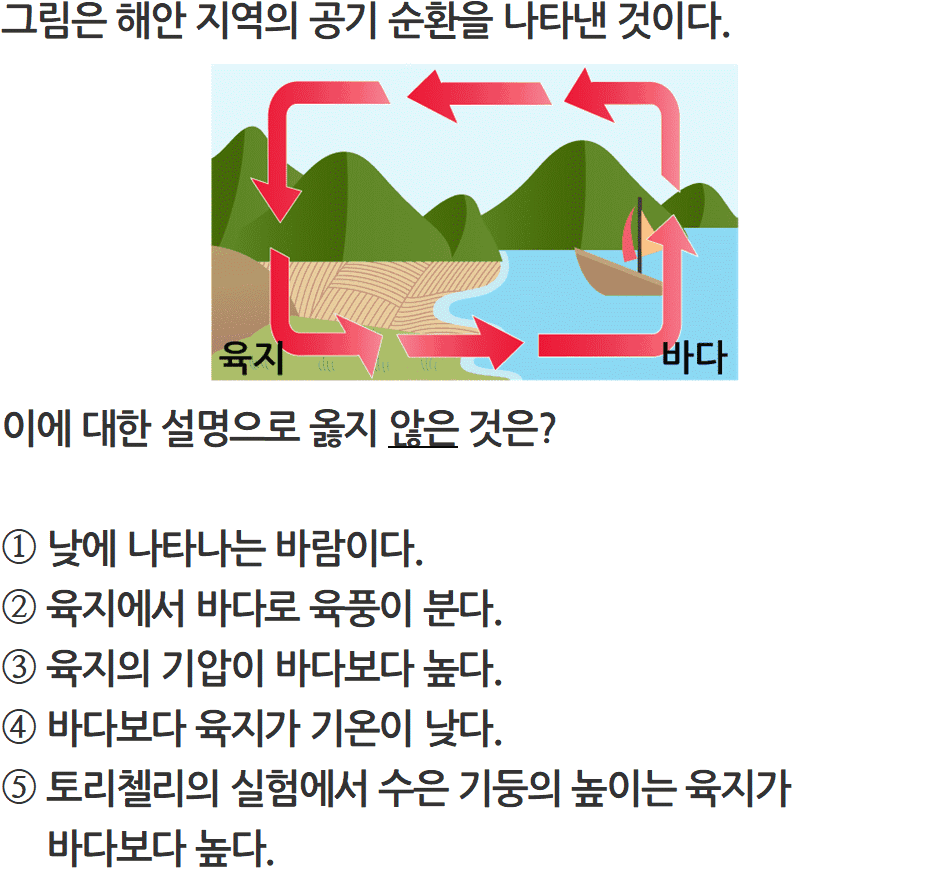 그림은 해안 지역의 공기 순환을 나타낸 것이다.
육지
바다
이에 대한 설명으로 옳지 않은 것은?
① 낮에 나타나는 바람이다.
② 육지에서 바다로 육풍이 분다.
③ 육지의 기압이 바다보다 높다.
④ 바다보다 육지가 기온이 낮다.
⑤ 토리첼리의 실험에서 수은 기둥의 높이는 육지가
바다보다 높다.